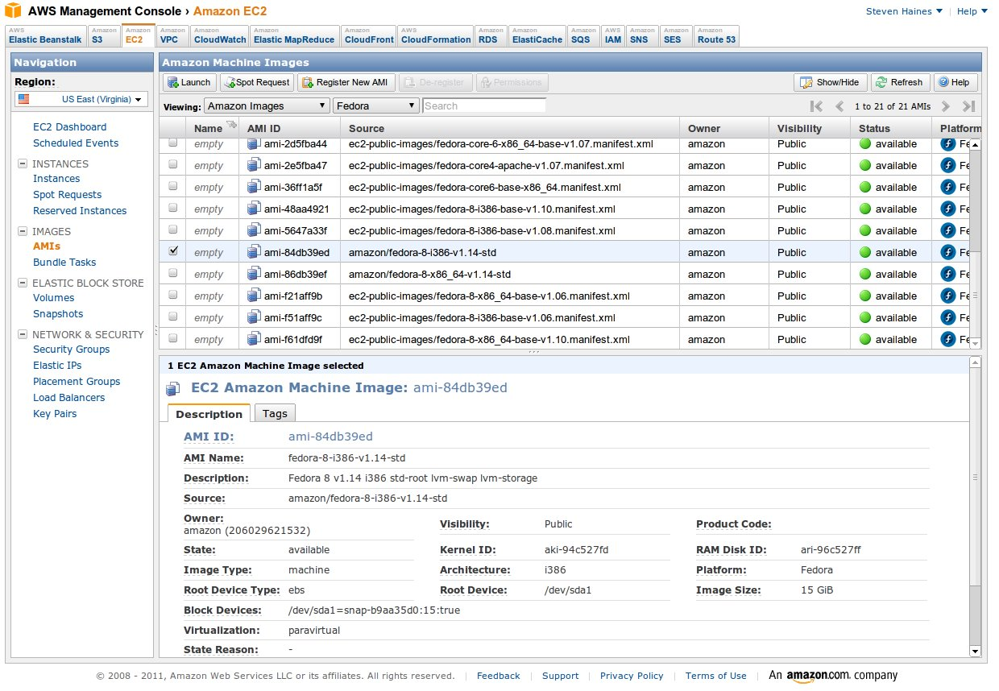 AWS Management Console › Amazon EC2
Steven Haines Help
AWS Elastic Beanstalk Amazon S3 Amazon EC2 Amazon VPC Amazon CloudWatch Amazon Elastic MapReduce Amazon CloudFront AWS CloudFormation Amazon RDS Amazon ElastiCache Amazon SQS AWS IAM Amazon SNS Amazon SES Amazon Route 53
Navigation
Region:
US East (Virginia)
EC2 Dashboard
Scheduled Events
INSTANCES
Instances
Spot Requests
Reserved Instances
IMAGES
AMIs
Bundle Tasks
ELASTIC BLOCK STORE
Volumes
Snapshots
NETWORK & SECURITY
Security Groups
Elastic IPs
Placement Groups
Load Balancers
Key Pairs
Amazon Machine Images
Launch Spot Request Register New AMI De-register Permissions Show/Hide Refresh Help
Viewing: Amazon Images Fedora Search 1 to 21 of 21 AMIs
Name AMI ID Source Owner Visibility Status Platform
empty ami-2d5fba44 ec2-public-images/fedora-core-6-x86_64-base-v1.07.manifest.xml amazon Public available Fe
empty ami-2e5fba47 ec2-public-images/fedora-core4-apache-v1.07.manifest.xml amazon Public available Fe
empty ami-36ff1a5f ec2-public-images/fedora-core6-base-x86_64.manifest.xml amazon Public available Fe
empty ami-48aa4921 ec2-public-images/fedora-8-i386-base-v1.10.manifest.xml amazon Public available Fe
empty ami-5647a33f ec2-public-images/fedora-8-i386-base-v1.08.manifest.xml amazon Public available Fe
empty ami-84db39ed amazon/fedora-8-i386-v1.14-std amazon Public available Fe
empty ami-86db39ef amazon/fedora-8-x86_64-v1.14-std amazon Public available Fe
empty ami-f21aff9b ec2-public-images/fedora-8-x86_64-base-v1.06.manifest.xml amazon Public available Fe
empty ami-f51aff9c ec2-public-images/fedora-8-i386-base-v1.06.manifest.xml amazon Public available Fe
empty ami-f61dfd9f ec2-public-images/fedora-8-x86_64-base-v1.10.manifest.xml amazon Public available Fe
1 EC2 Amazon Machine Image selected
EC2 Amazon Machine Image: ami-84db39ed
Description Tags
AMI ID: ami-84db39ed
AMI Name: fedora-8-i386-v1.14-std
Description: Fedora 8 v1.14 i386 std-root lvm-swap lvm-storage
Source: amazon/fedora-8-i386-v1.14-std
Owner:
amazon (206029621532) Visibility: Public Product Code:
State: available Kernel ID: aki-94c527fd RAM Disk ID: ari-96c527ff
Image Type: machine Architecture: i386 Platform: Fedora
Root Device Type: ebs Root Device: /dev/sda1 Image Size: 15 GiB
Block Devices: /dev/sda1=snap-b9aa35d0:15:true
Virtualization: paravirtual
State Reason: -
© 2008 - 2011, Amazon Web Services LLC or its affiliates. All rights reserved. Feedback Support Privacy Policy Terms of Use An amazon.com. company